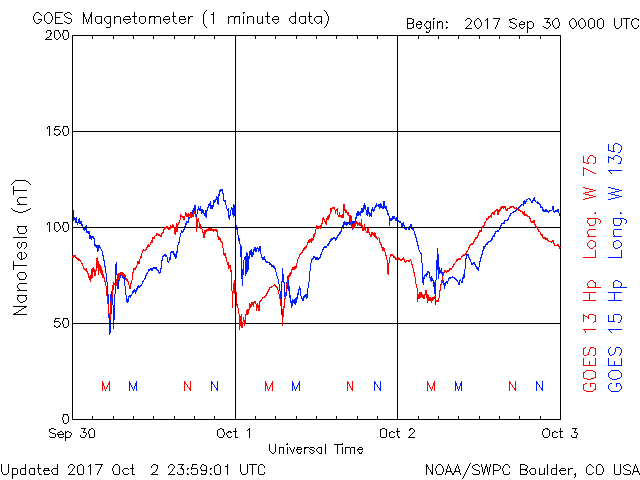 GOES Magnetometer (1 minute data)
Begin: 2017 Sep 30 0000 UTC
200
150
100
50
0
NanoTesla (nT)
M M N N M M N N M M N N
Sep 30 Oct 1 Oct 2 Oct 3
Universal Time
GOES 13 Hp Long. W 75
GOES 15 Hp Long. W 135
Updated 2017 Oct 2 23:59:01 UTC
NOAA/SWPC Boulder, CO USA